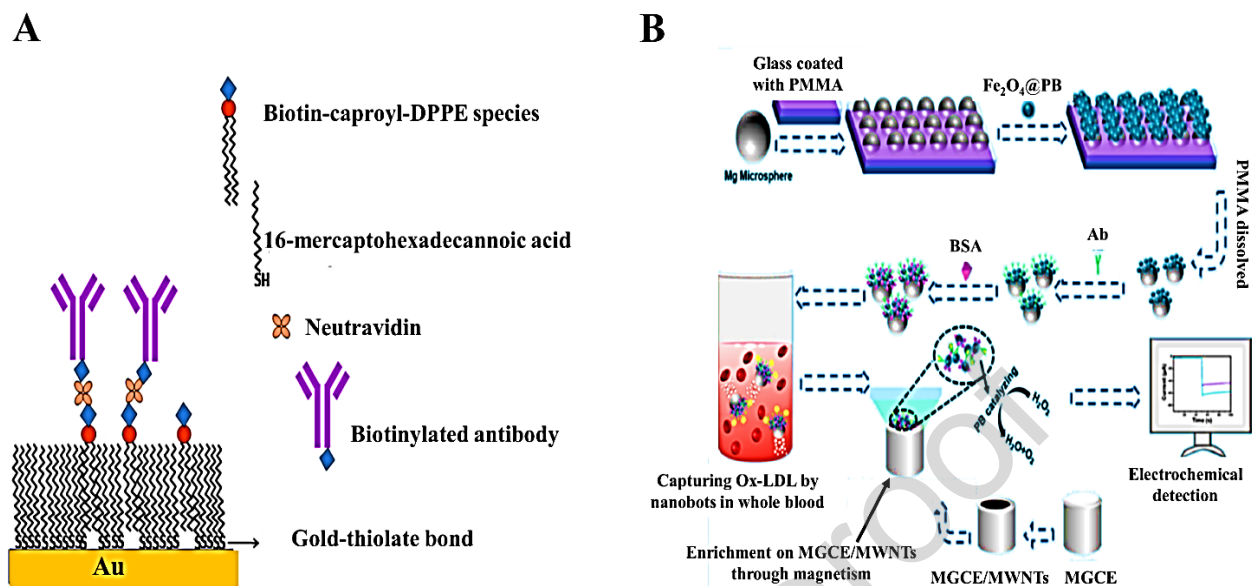 A
Biotin-caproyl-DPPE species
16-mercaptohexadecannoic acid
SH
Neutravidin
Biotinylated antibody
Gold-thiolate bond
Au
B
Glass coated
with PMMA
Fe₂O₄@PB
Mg Microsphere
PMMA dissolved
BSA
Ab
PB catalyzing
H₂O₂
H₂O+O₂
Time (s)
Capturing Ox-LDL by
nanobots in whole blood
Electrochemical
detection
Enrichment on MGCE/MWNTs
through magnetism
MGCE/MWNTs
MGCE